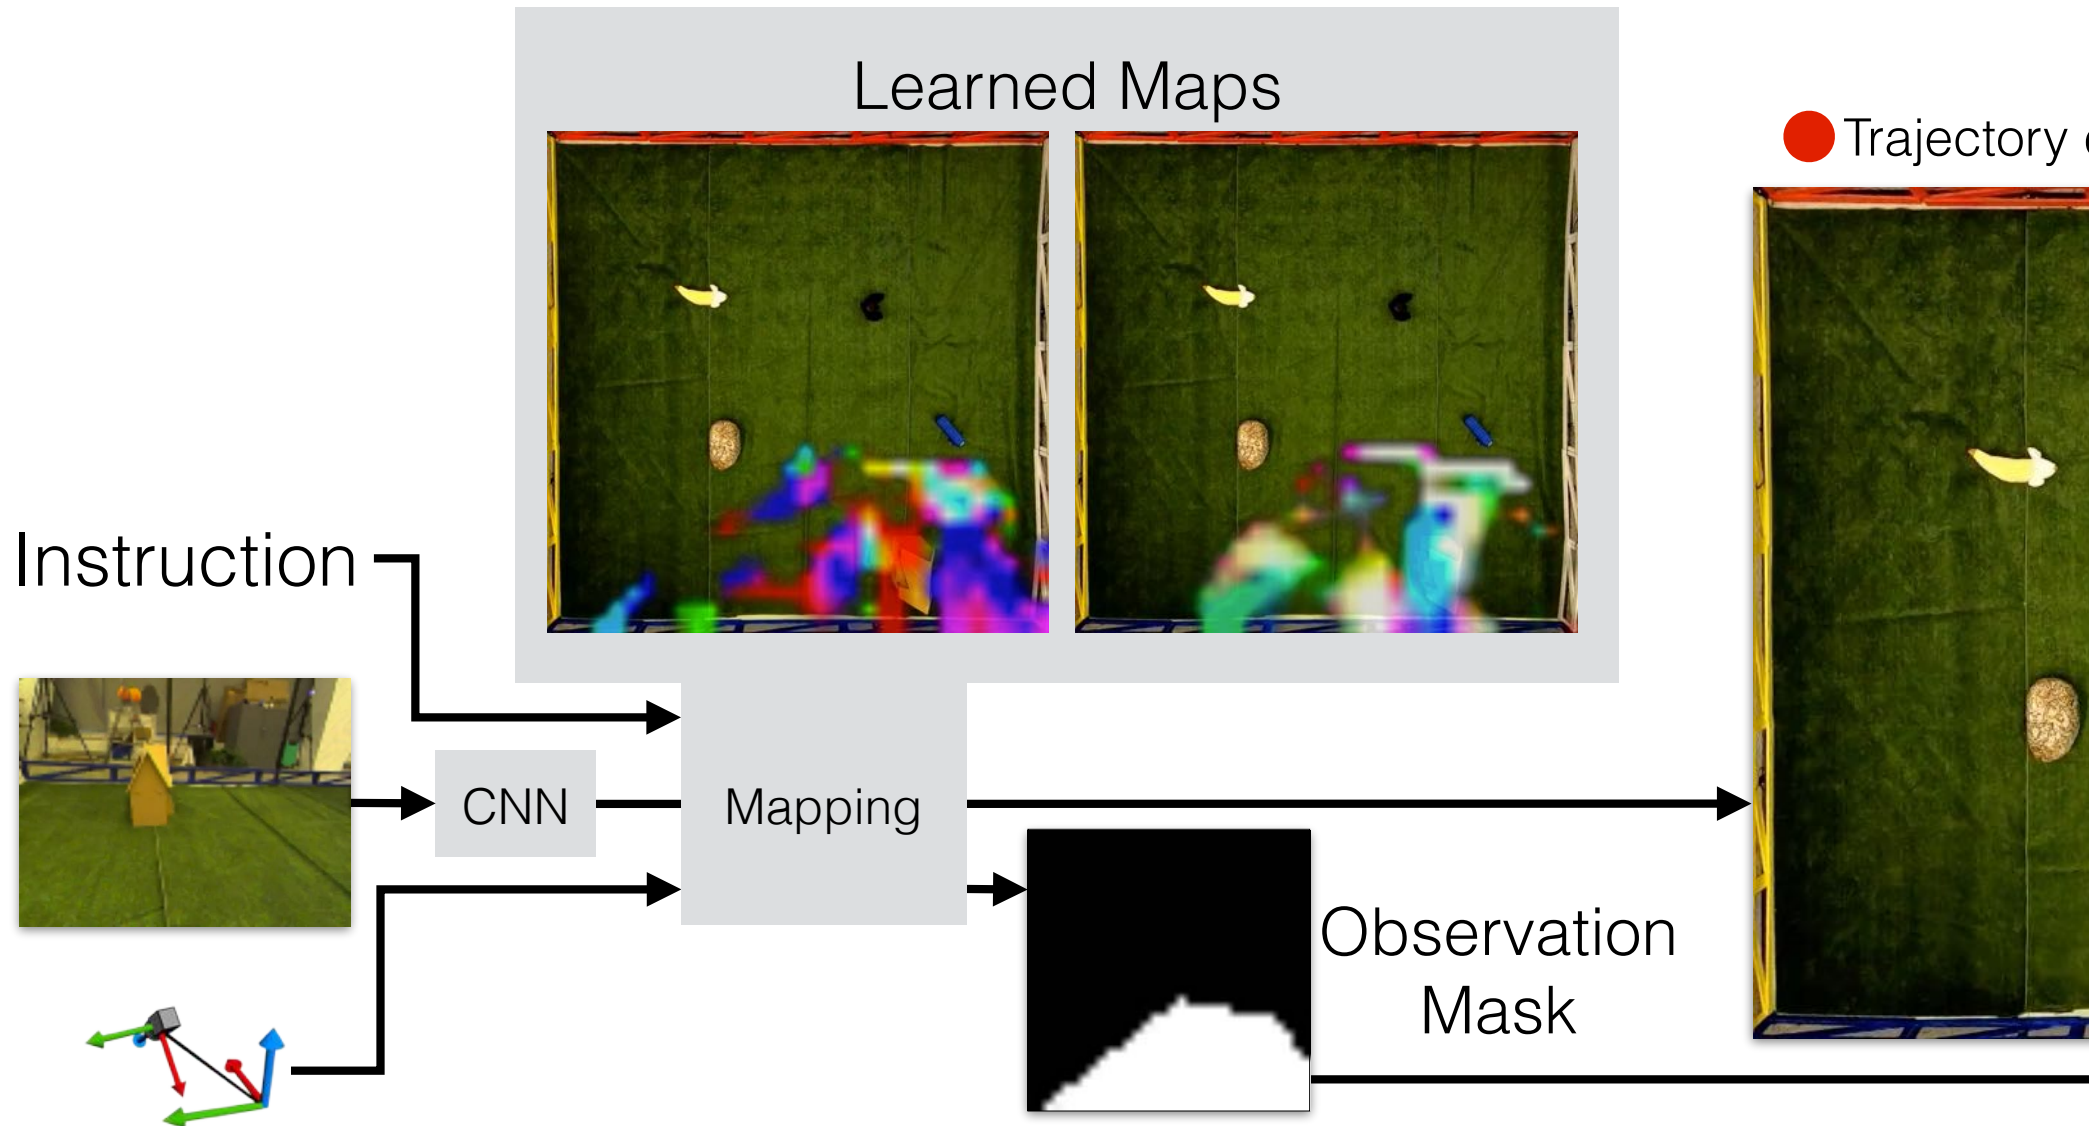 Learned Maps
Trajectory
Instruction
CNN
Mapping
Observation
Mask